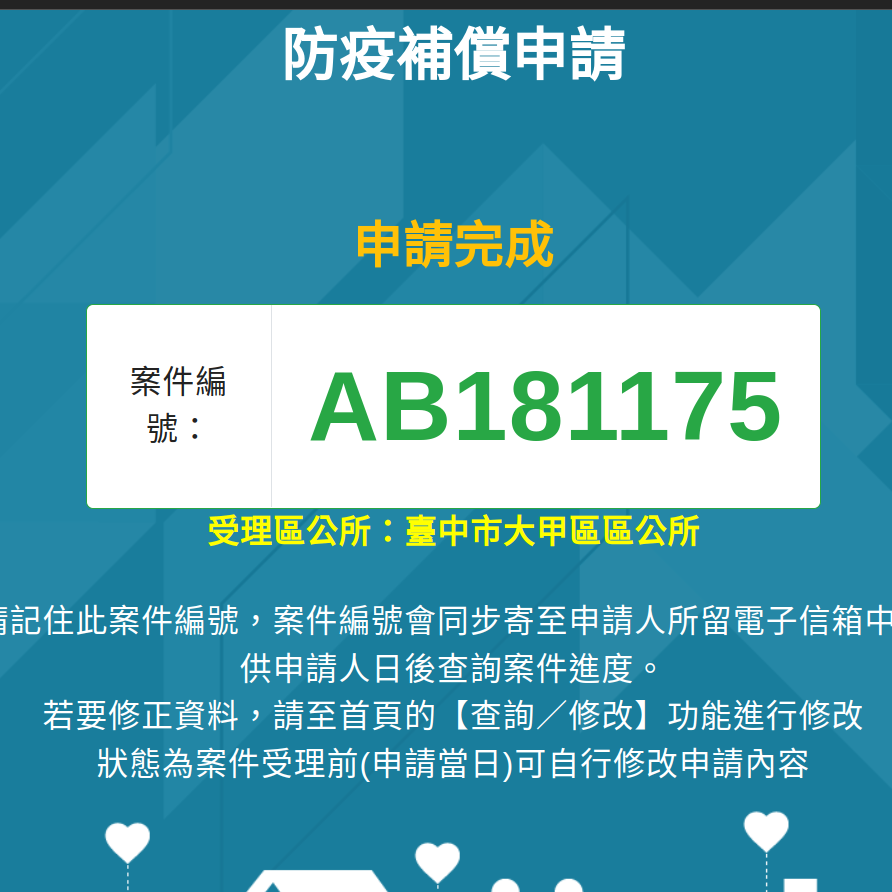 防疫補償申請
申請完成
案件編
號：
AB181175
受理區公所：臺中市大甲區區公所
請記住此案件編號，案件編號會同步寄至申請人所留電子信箱中
供申請人日後查詢案件進度。
若要修正資料，請至首頁的【查詢／修改】功能進行修改
狀態為案件受理前(申請當日)可自行修改申請內容